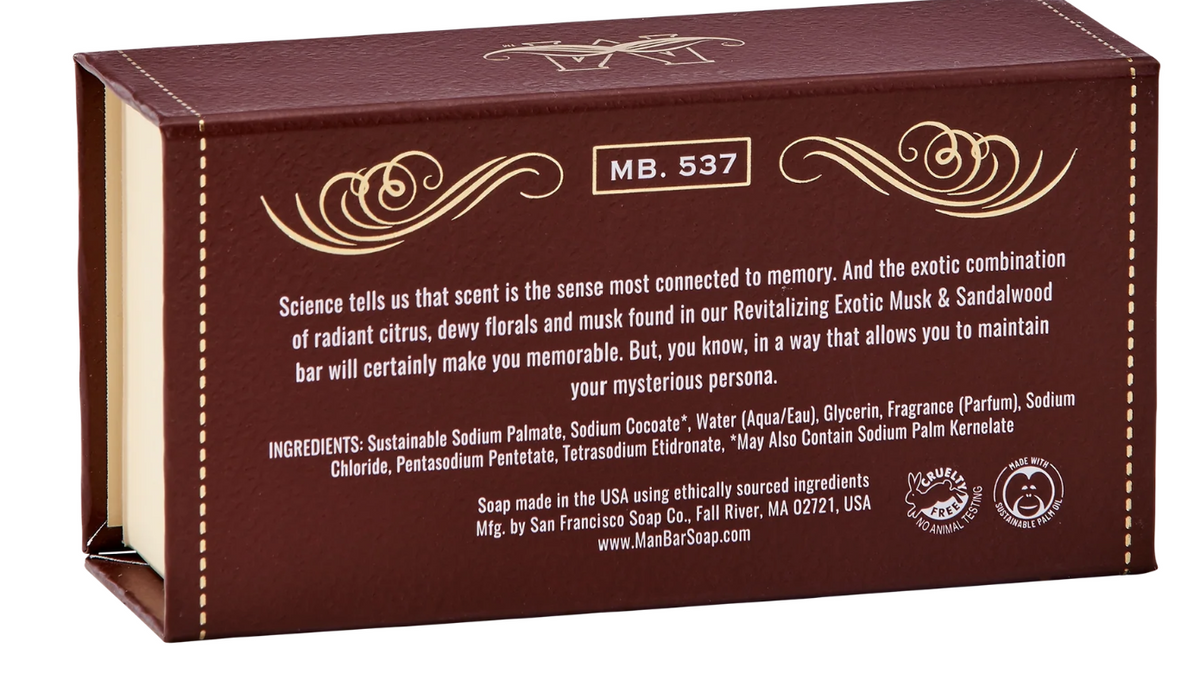 TM
MB. 537
Science tells us that scent is the sense most connected to memory. And the exotic combination
of radiant citrus, dewy florals and musk found in our Revitalizing Exotic Musk & Sandalwood
bar will certainly make you memorable. But, you know, in a way that allows you to maintain
your mysterious persona.
INGREDIENTS: Sustainable Sodium Palmate, Sodium Cocoate*, Water (Aqua/Eau), Glycerin, Fragrance (Parfum), Sodium
Chloride, Pentasodium Pentetate, Tetrasodium Etidronate, *May Also Contain Sodium Palm Kernelate
Soap made in the USA using ethically sourced ingredients
Mfg. by San Francisco Soap Co., Fall River, MA 02721, USA
www.ManBarSoap.com
CRUELTY
FREE
NO ANIMAL TESTING
MADE WITH
SUSTAINABLE PALM OIL